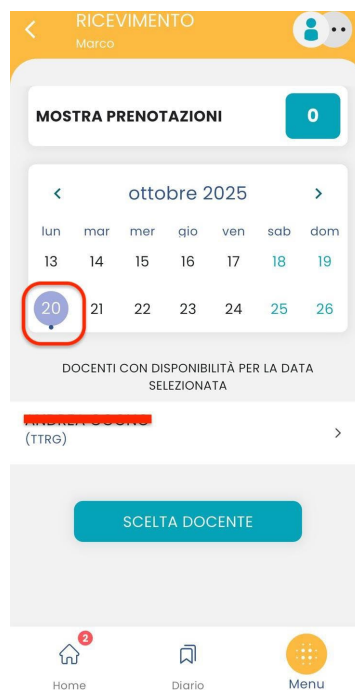 RICEVIMENTO
Marco
MOSTRA PRENOTAZIONI 0
ottobre 2025
lun mar mer gio ven sab dom
13 14 15 16 17 18 19
20 21 22 23 24 25 26
DOCENTI CON DISPONIBILITÀ PER LA DATA
SELEZIONATA
(TTRG)
SCELTA DOCENTE
2
Home Diario Menu